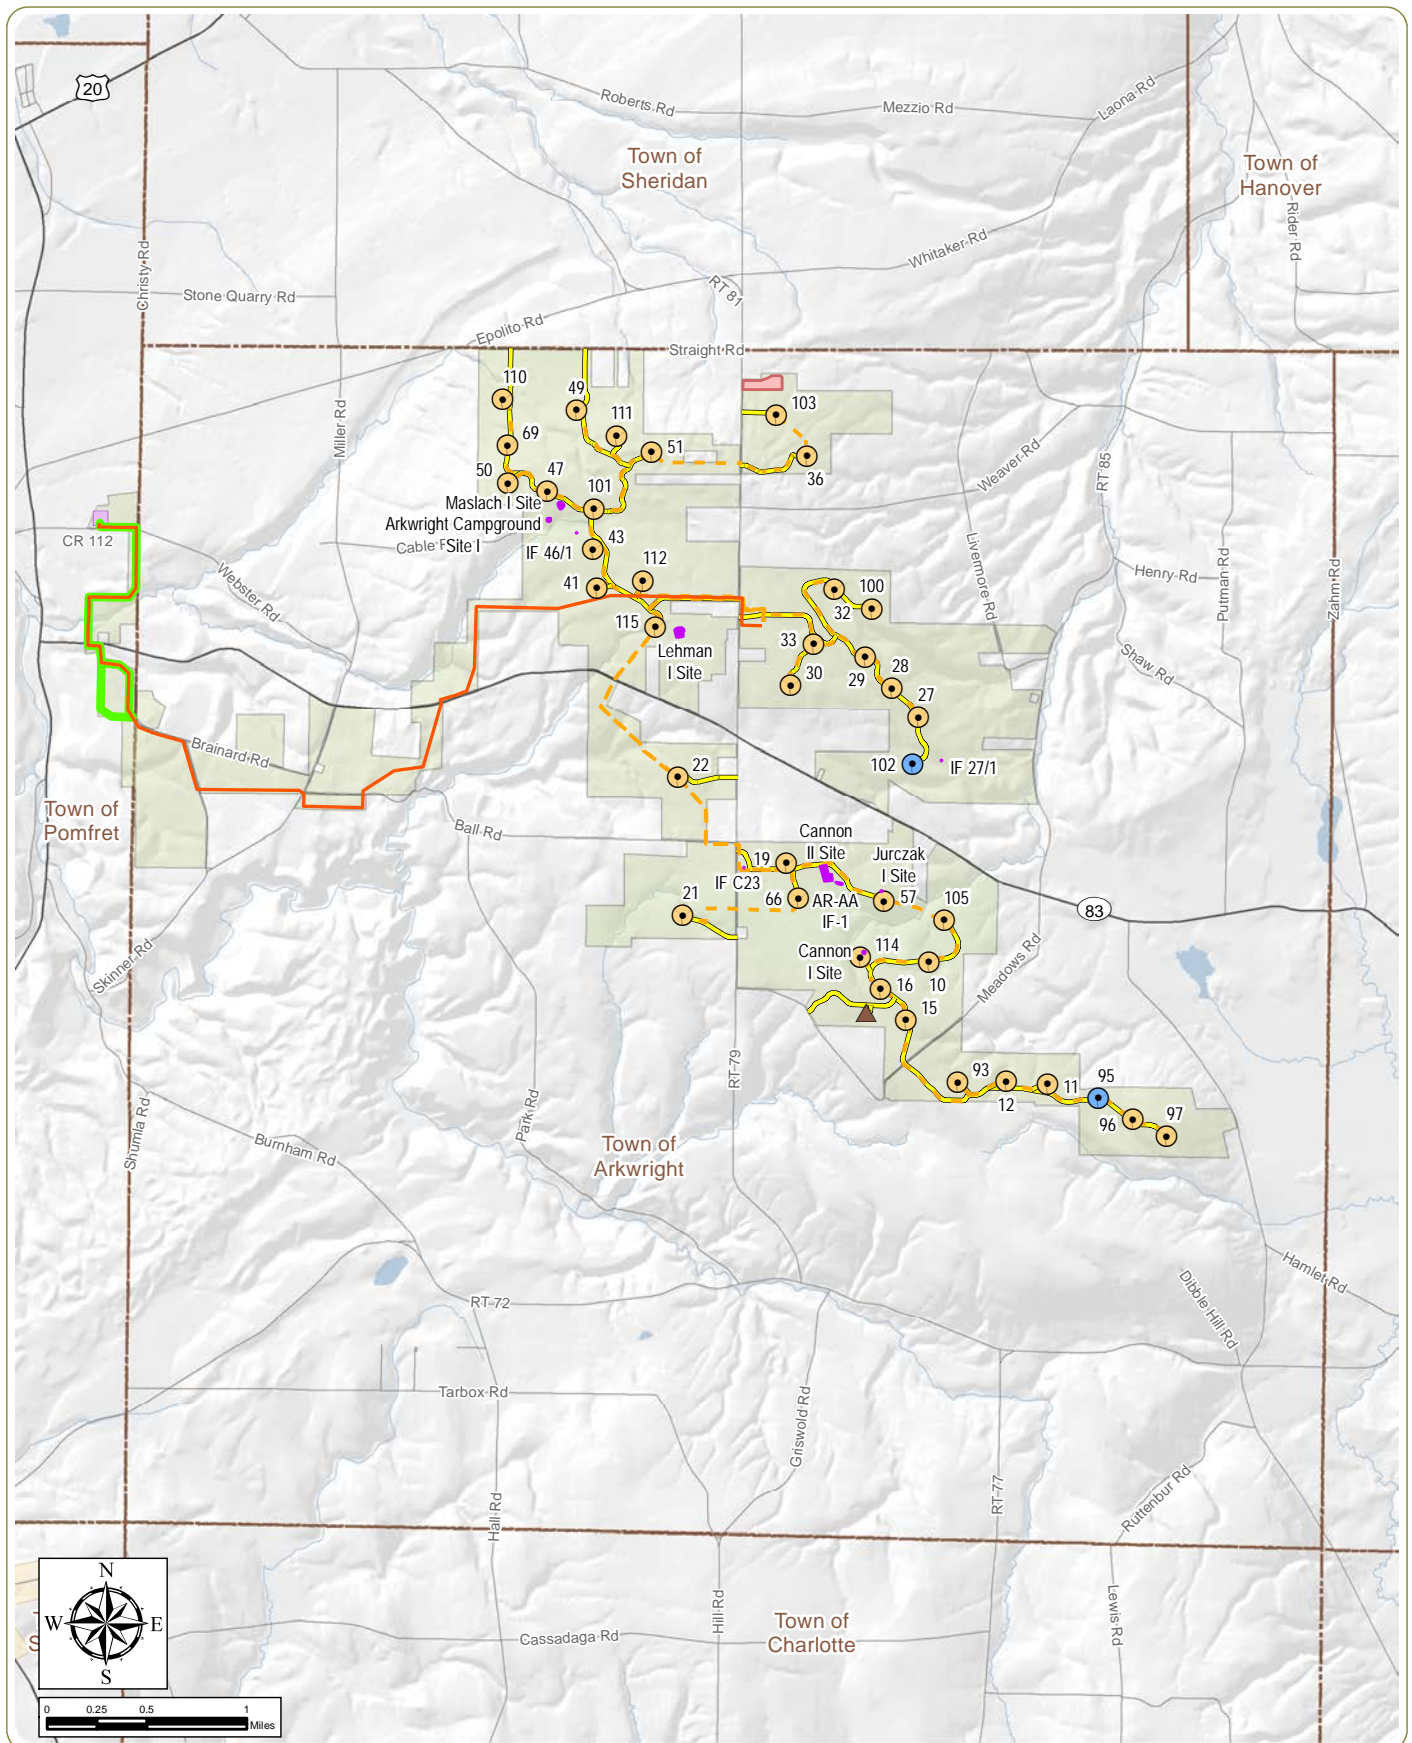 20
Roberts Rd
Mezzio Rd
Laona Rd
Town of
Sheridan
Town of
Hanover
Rider Rd
Christy Rd
Whitaker Rd
Stone Quarry Rd
RT 81
Epolito Rd
Straight Rd
110
49
103
111
Miller Rd
69
51
36
Weaver Rd
RT 85
50
47
101
Maslach I Site
Arkwright Campground
Site I
Cable
IF 46/1
43
CR 112
Webster Rd
112
41
100
32
Livermore Rd
Henry Rd
Putman Rd
Zahm Rd
115
33
Lehman
I Site
30
29
28
27
Shaw Rd
Brainard Rd
22
102
IF 27/1
Town of
Pomfret
Ball Rd
Cannon
II Site
Jurczak
I Site
19
IF C23
66
AR-AA
IF-1
57
105
21
83
Skinner Rd
Cannon
I Site
114
10
16
15
Meadows Rd
RT 79
93
12
11
95
96
97
Shumla Rd
Burnham Rd
Park Rd
Town of
Arkwright
RT 72
Dibble Hill Rd
Hamlet Rd
Tarbox Rd
Griswold Rd
Hall Rd
RT 77
Ruttenbur Rd
N
W
E
S
Hill Rd
Lewis Rd
Cassadaga Rd
Town of
Charlotte
S
0 0.25 0.5 1
Miles